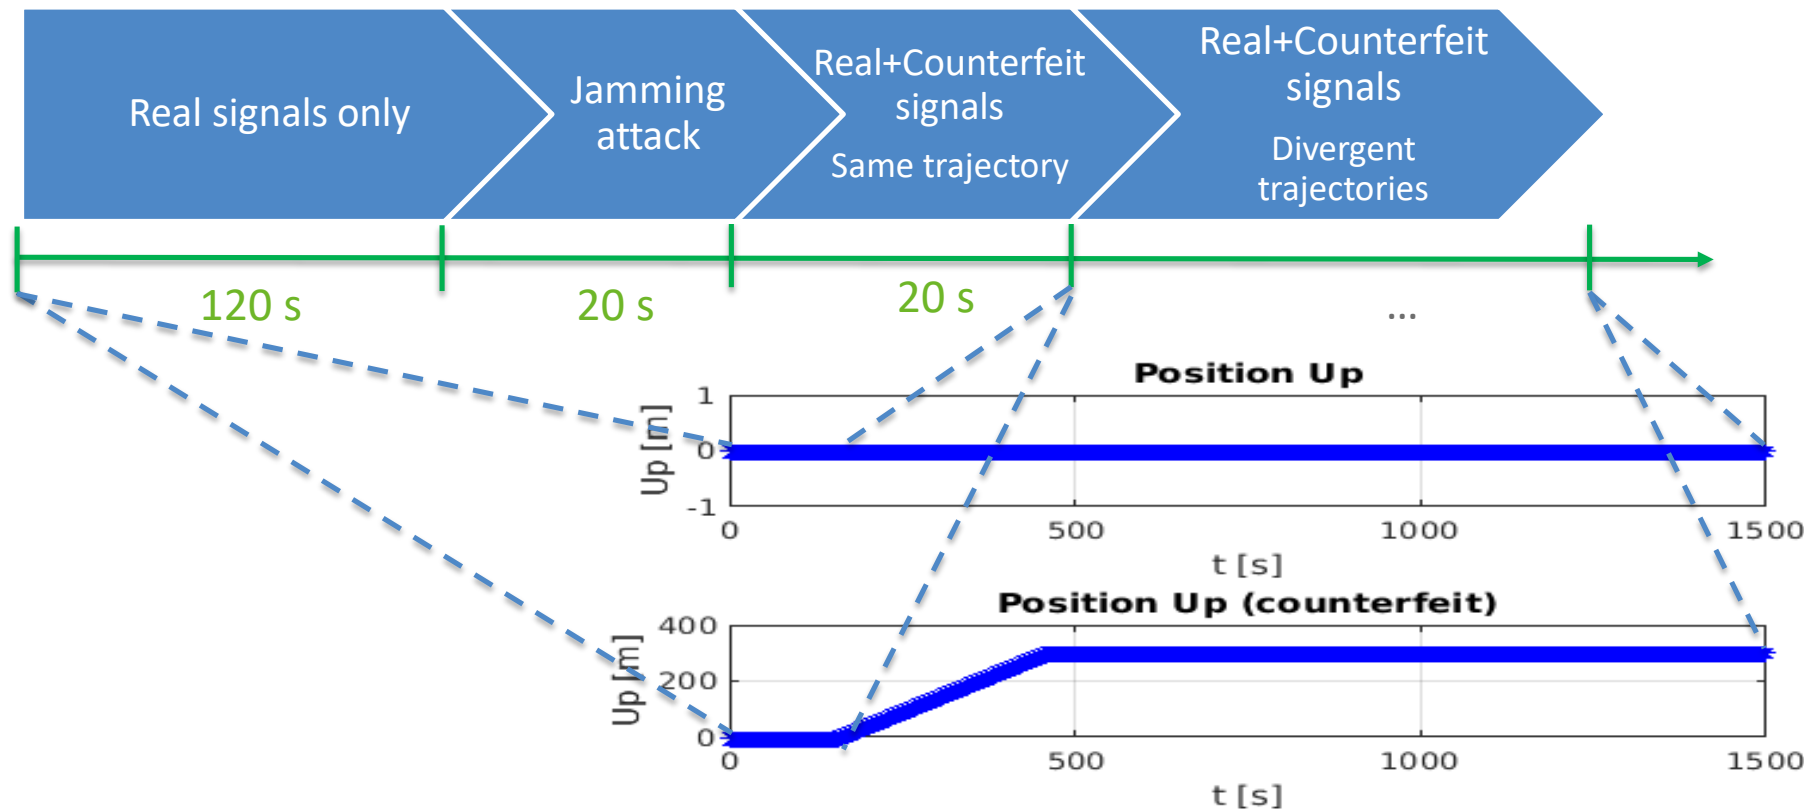 Real signals only
Jamming
attack
Real+Counterfeit
signals
Same trajectory
Real+Counterfeit
signals
Divergent
trajectories
120 s
20 s
20 s
...
Position Up
Up [m]
1
0
-1
0
500
1000
1500
t [s]
Position Up (counterfeit)
Up [m]
400
200
0
0
500
1000
1500
t [s]